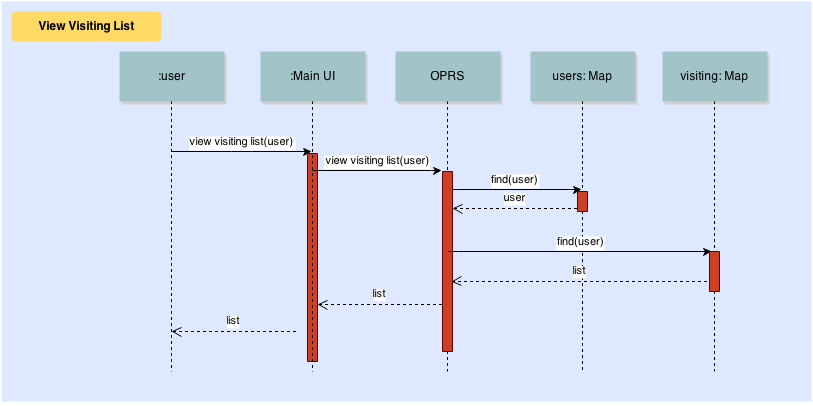 View Visiting List
:user
:Main UI
OPRS
users: Map
visiting: Map
view visiting list(user)
view visiting list(user)
find(user)
user
find(user)
list
list
list